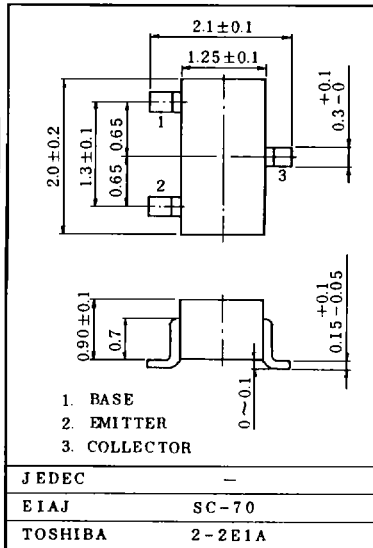 2.1±0.1
1.25±0.1
2.0±0.2
1.3±0.1
0.65
0.65
1
2
3
+0.1
0.3-0
0.90±0.1
0.7
0~0.1
+0.1
0.15-0.05
1. BASE
2. EMITTER
3. COLLECTOR
JEDEC —
EIAJ SC-70
TOSHIBA 2-2E1A